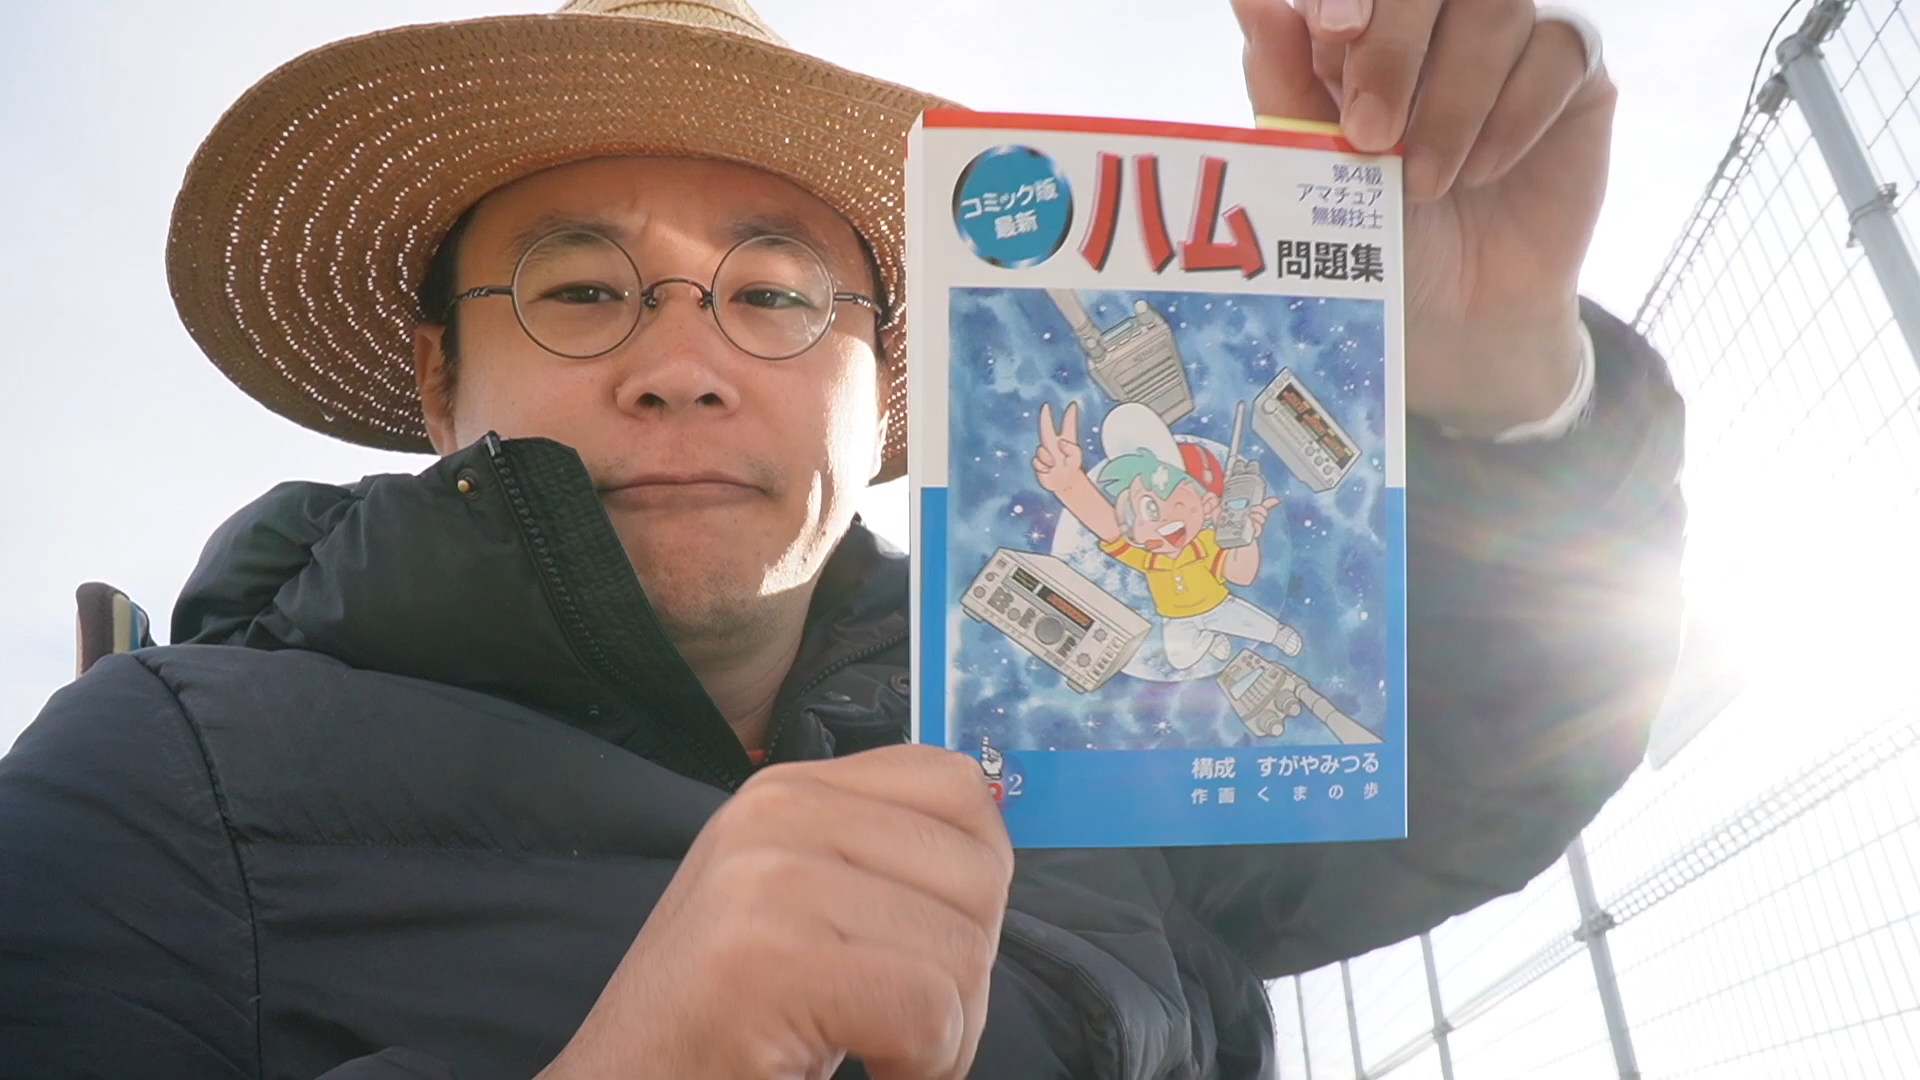 コミック版
最新
ハム
第4級
アマチュア
無線技士
問題集
構成 すがやみつる
作画 くまの歩
2